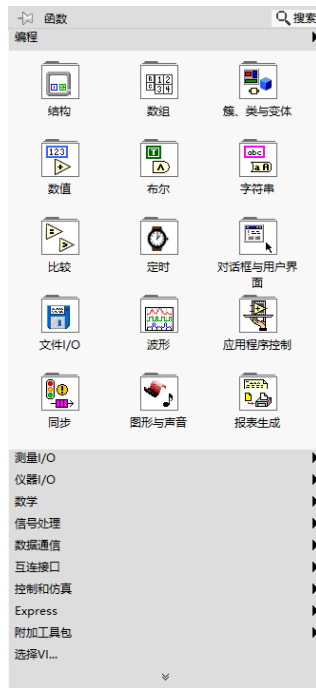 函数
搜索
编程
结构
数组
簇、类与变体
123
abc
数值
布尔
字符串
比较
定时
对话框与用户界
面
文件I/O
波形
应用程序控制
同步
图形与声音
报表生成
测量I/O
仪器I/O
数学
信号处理
数据通信
互连接口
控制和仿真
Express
附加工具包
选择VI...